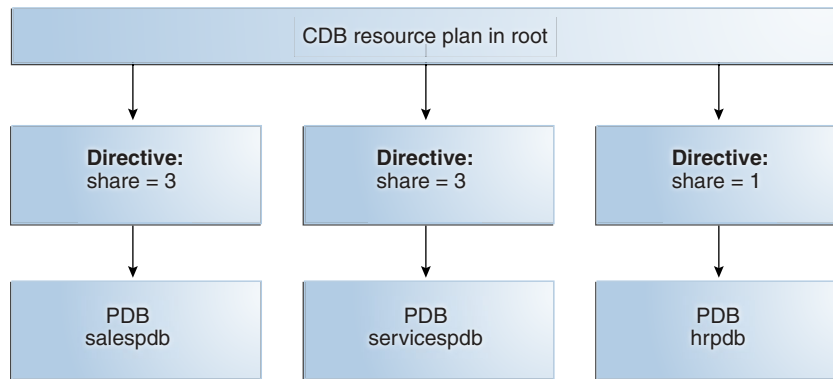 CDB resource plan in root
Directive:
share = 3
Directive:
share = 3
Directive:
share = 1
PDB
salespdb
PDB
servicespdb
PDB
hrpdb